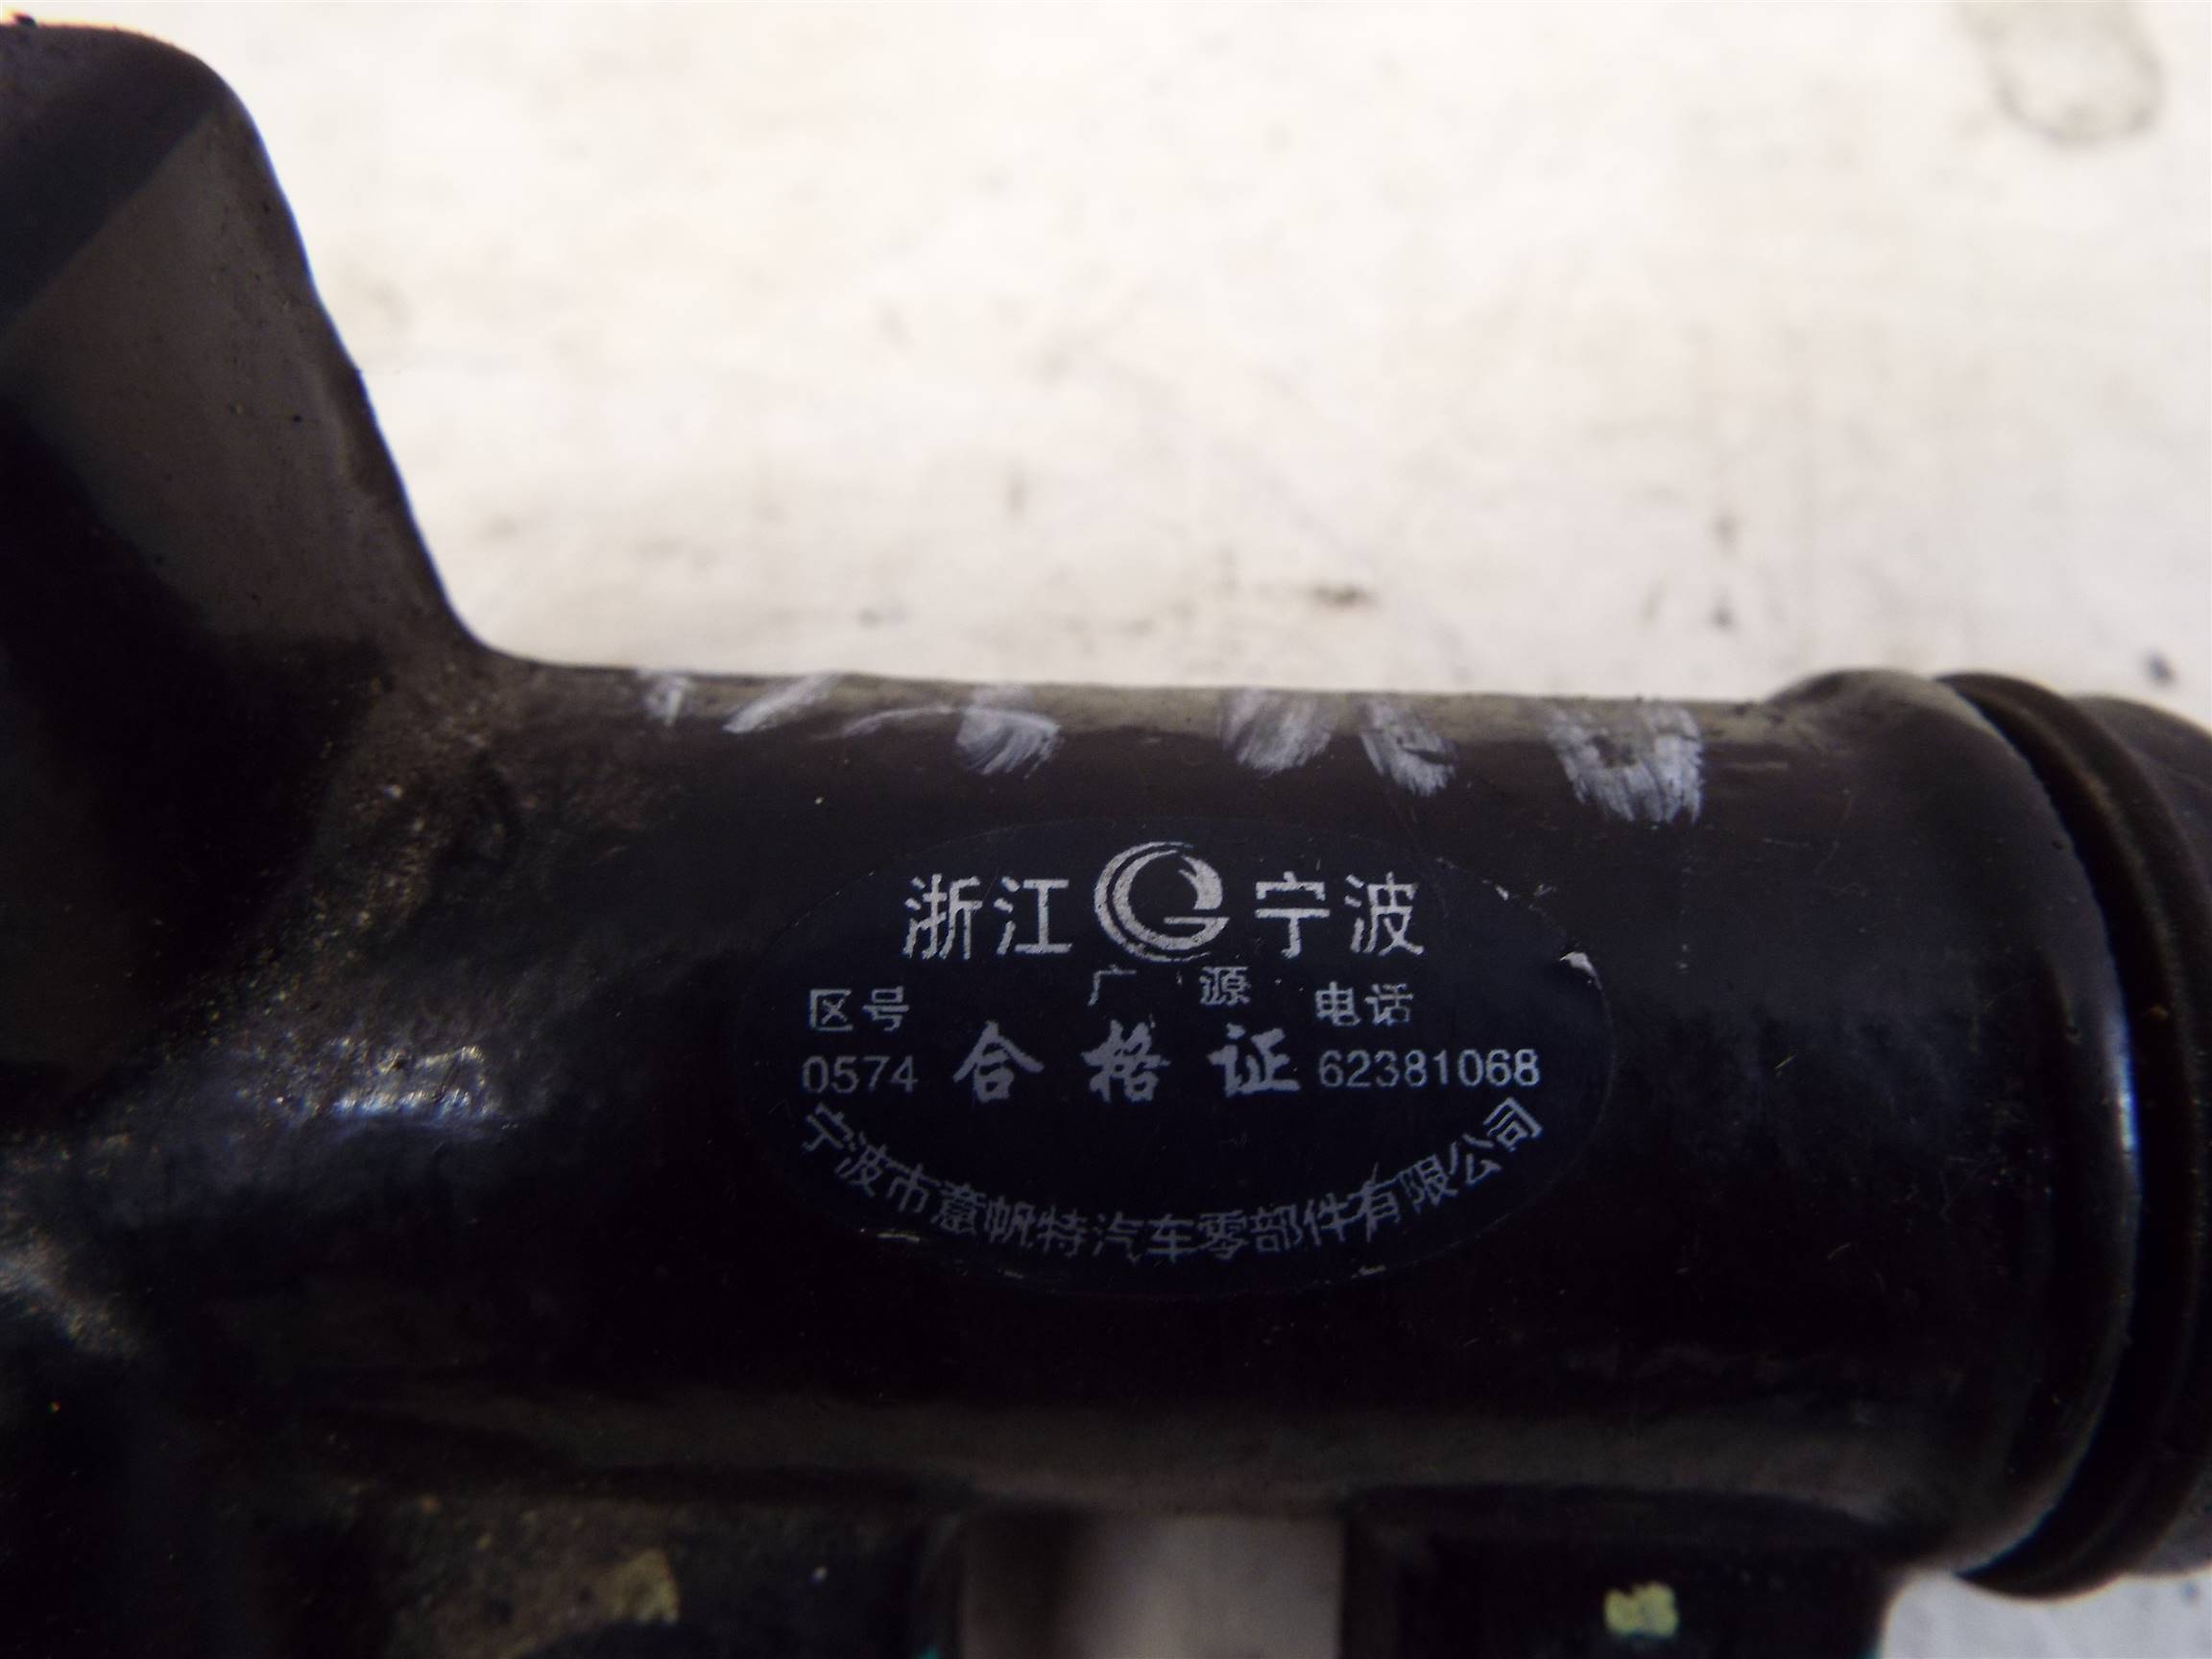 浙江 宁波
广源
区号 电话
0574 合格证 62381068
宁波市意帆特汽车零部件有限公司